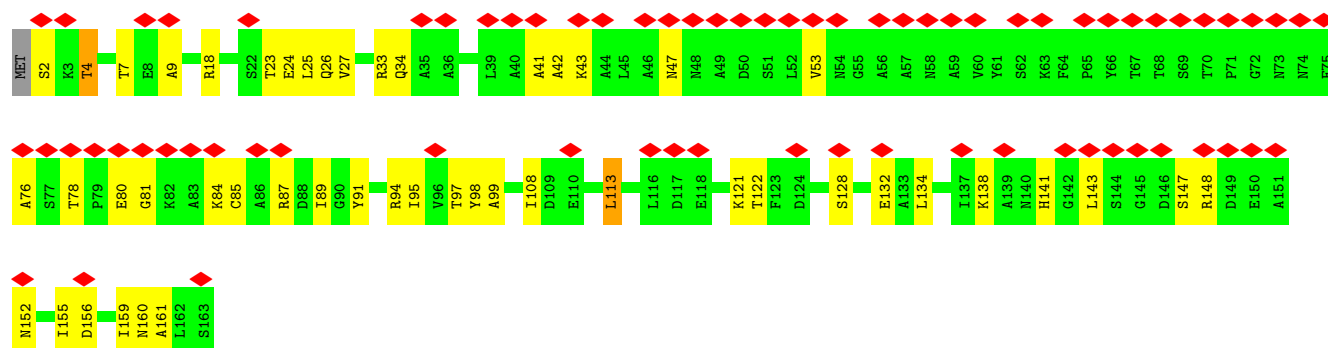 MET S2 K3 T4 T7 E8 A9 R18 S22 T23 E24 L25 Q26 V27 R33 Q34 A35 A36 L39 A40 A41 A42 K43 A44 L45 A46 N47 N48 A49 D50 S51 L52 V53 N54 G55 A56 A57 N58 A59 V60 Y61 S62 K63 F64 P65 Y66 T67 T68 S69 T70 P71 G72 N73 N74 F75
A76 S77 T78 P79 E80 G81 K82 A83 K84 C85 A86 R87 D88 I89 G90 Y91 R94 I95 V96 T97 Y98 A99 I108 D109 E110 L113 L116 D117 E118 K121 T122 F123 D124 S128 E132 A133 L134 I137 K138 A139 N140 H141 G142 L143 S144 G145 D146 S147 R148 D149 E150 A151
N152 I155 D156 I159 N160 A161 L162 S163